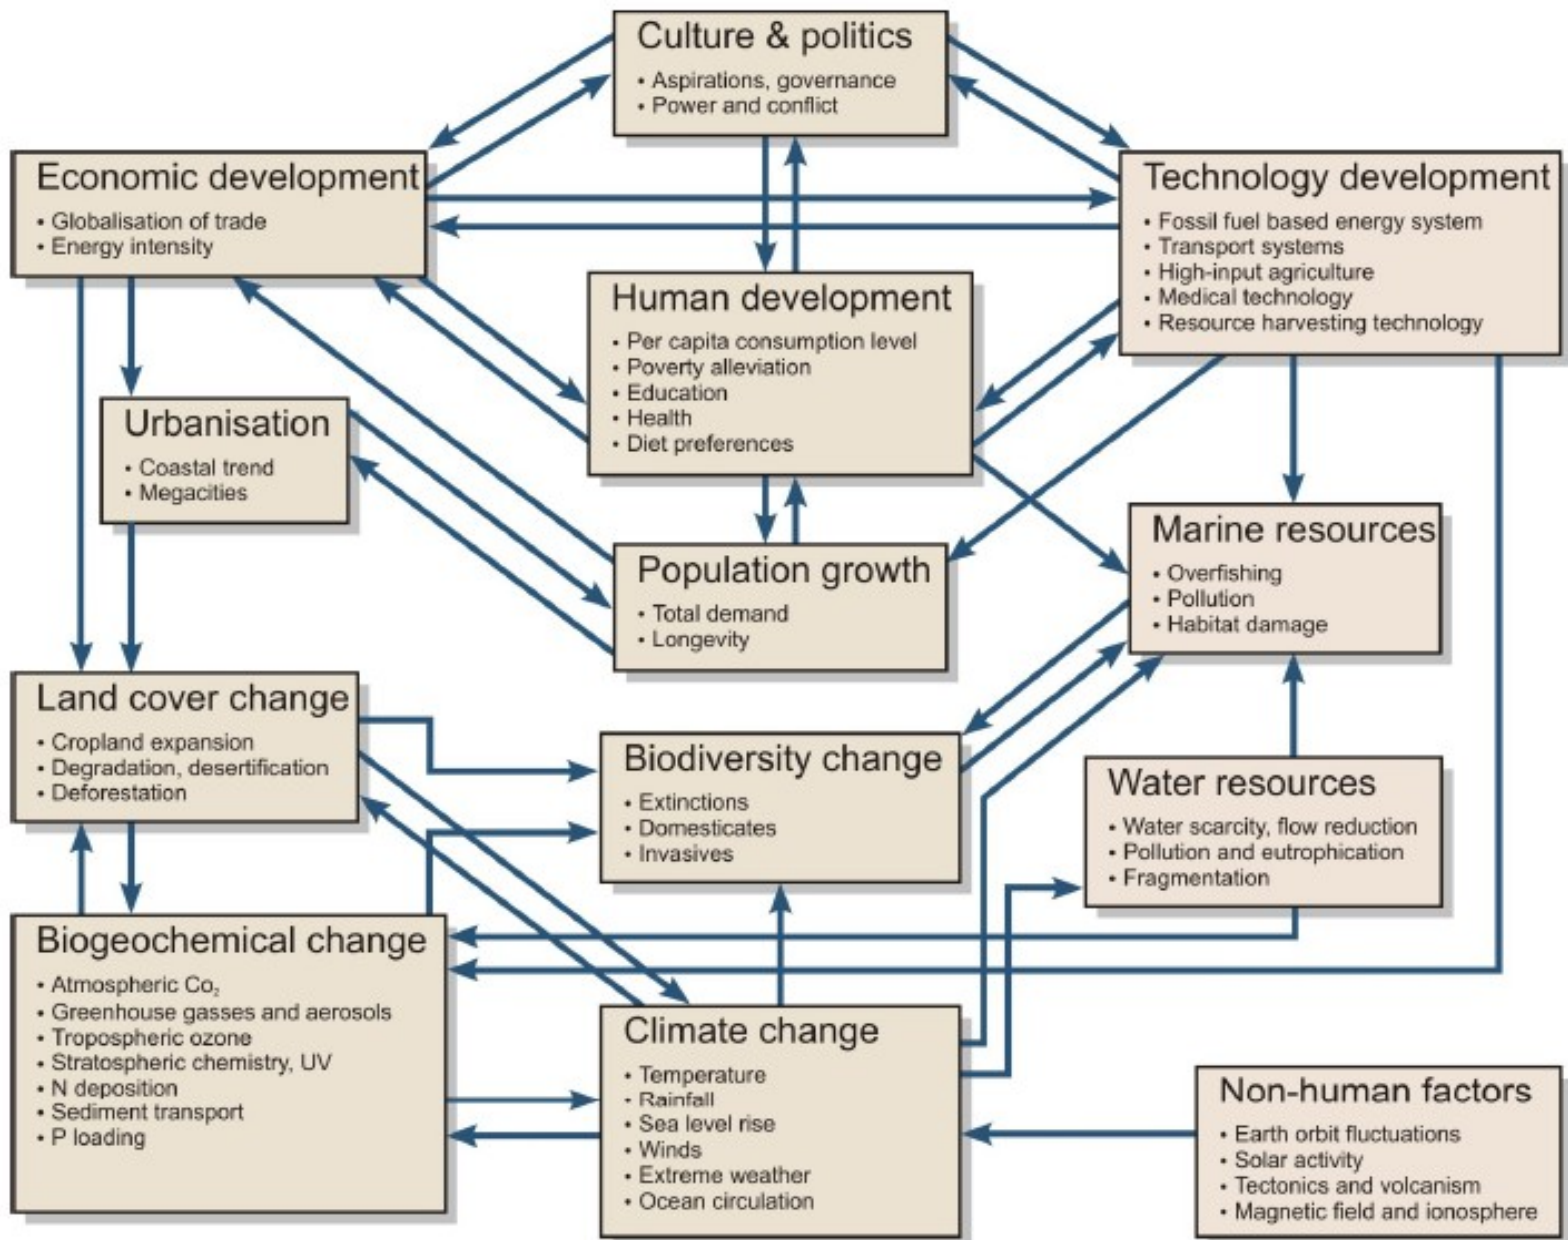 Culture & politics
• Aspirations, governance
• Power and conflict
Economic development
• Globalisation of trade
• Energy intensity
Technology development
• Fossil fuel based energy system
• Transport systems
• High-input agriculture
• Medical technology
• Resource harvesting technology
Human development
• Per capita consumption level
• Poverty alleviation
• Education
• Health
• Diet preferences
Urbanisation
• Coastal trend
• Megacities
Marine resources
• Overfishing
• Pollution
• Habitat damage
Population growth
• Total demand
• Longevity
Land cover change
• Cropland expansion
• Degradation, desertification
• Deforestation
Biodiversity change
• Extinctions
• Domesticates
• Invasives
Water resources
• Water scarcity, flow reduction
• Pollution and eutrophication
• Fragmentation
Biogeochemical change
• Atmospheric Co₂
• Greenhouse gasses and aerosols
• Tropospheric ozone
• Stratospheric chemistry, UV
• N deposition
• Sediment transport
• P loading
Climate change
• Temperature
• Rainfall
• Sea level rise
• Winds
• Extreme weather
• Ocean circulation
Non-human factors
• Earth orbit fluctuations
• Solar activity
• Tectonics and volcanism
• Magnetic field and ionosphere